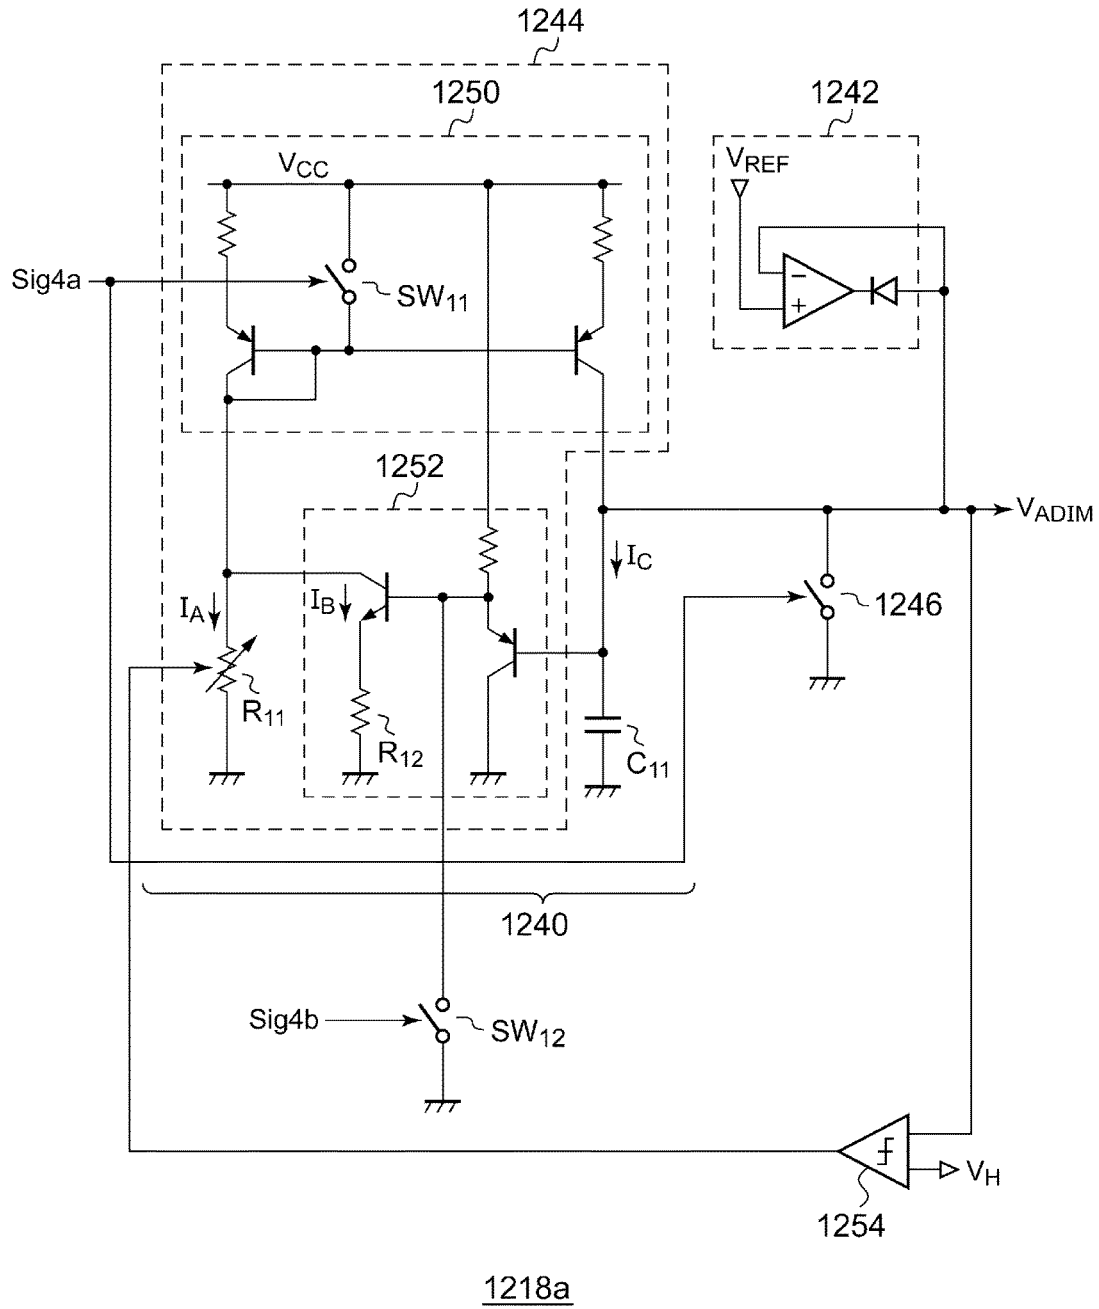 1244
1250
1242
VCC
VREF
Sig4a
SW11
−
+
1252
VADIM
IC
IA
IB
1246
R11
R12
C11
1240
Sig4b
SW12
VH
1254
1218a